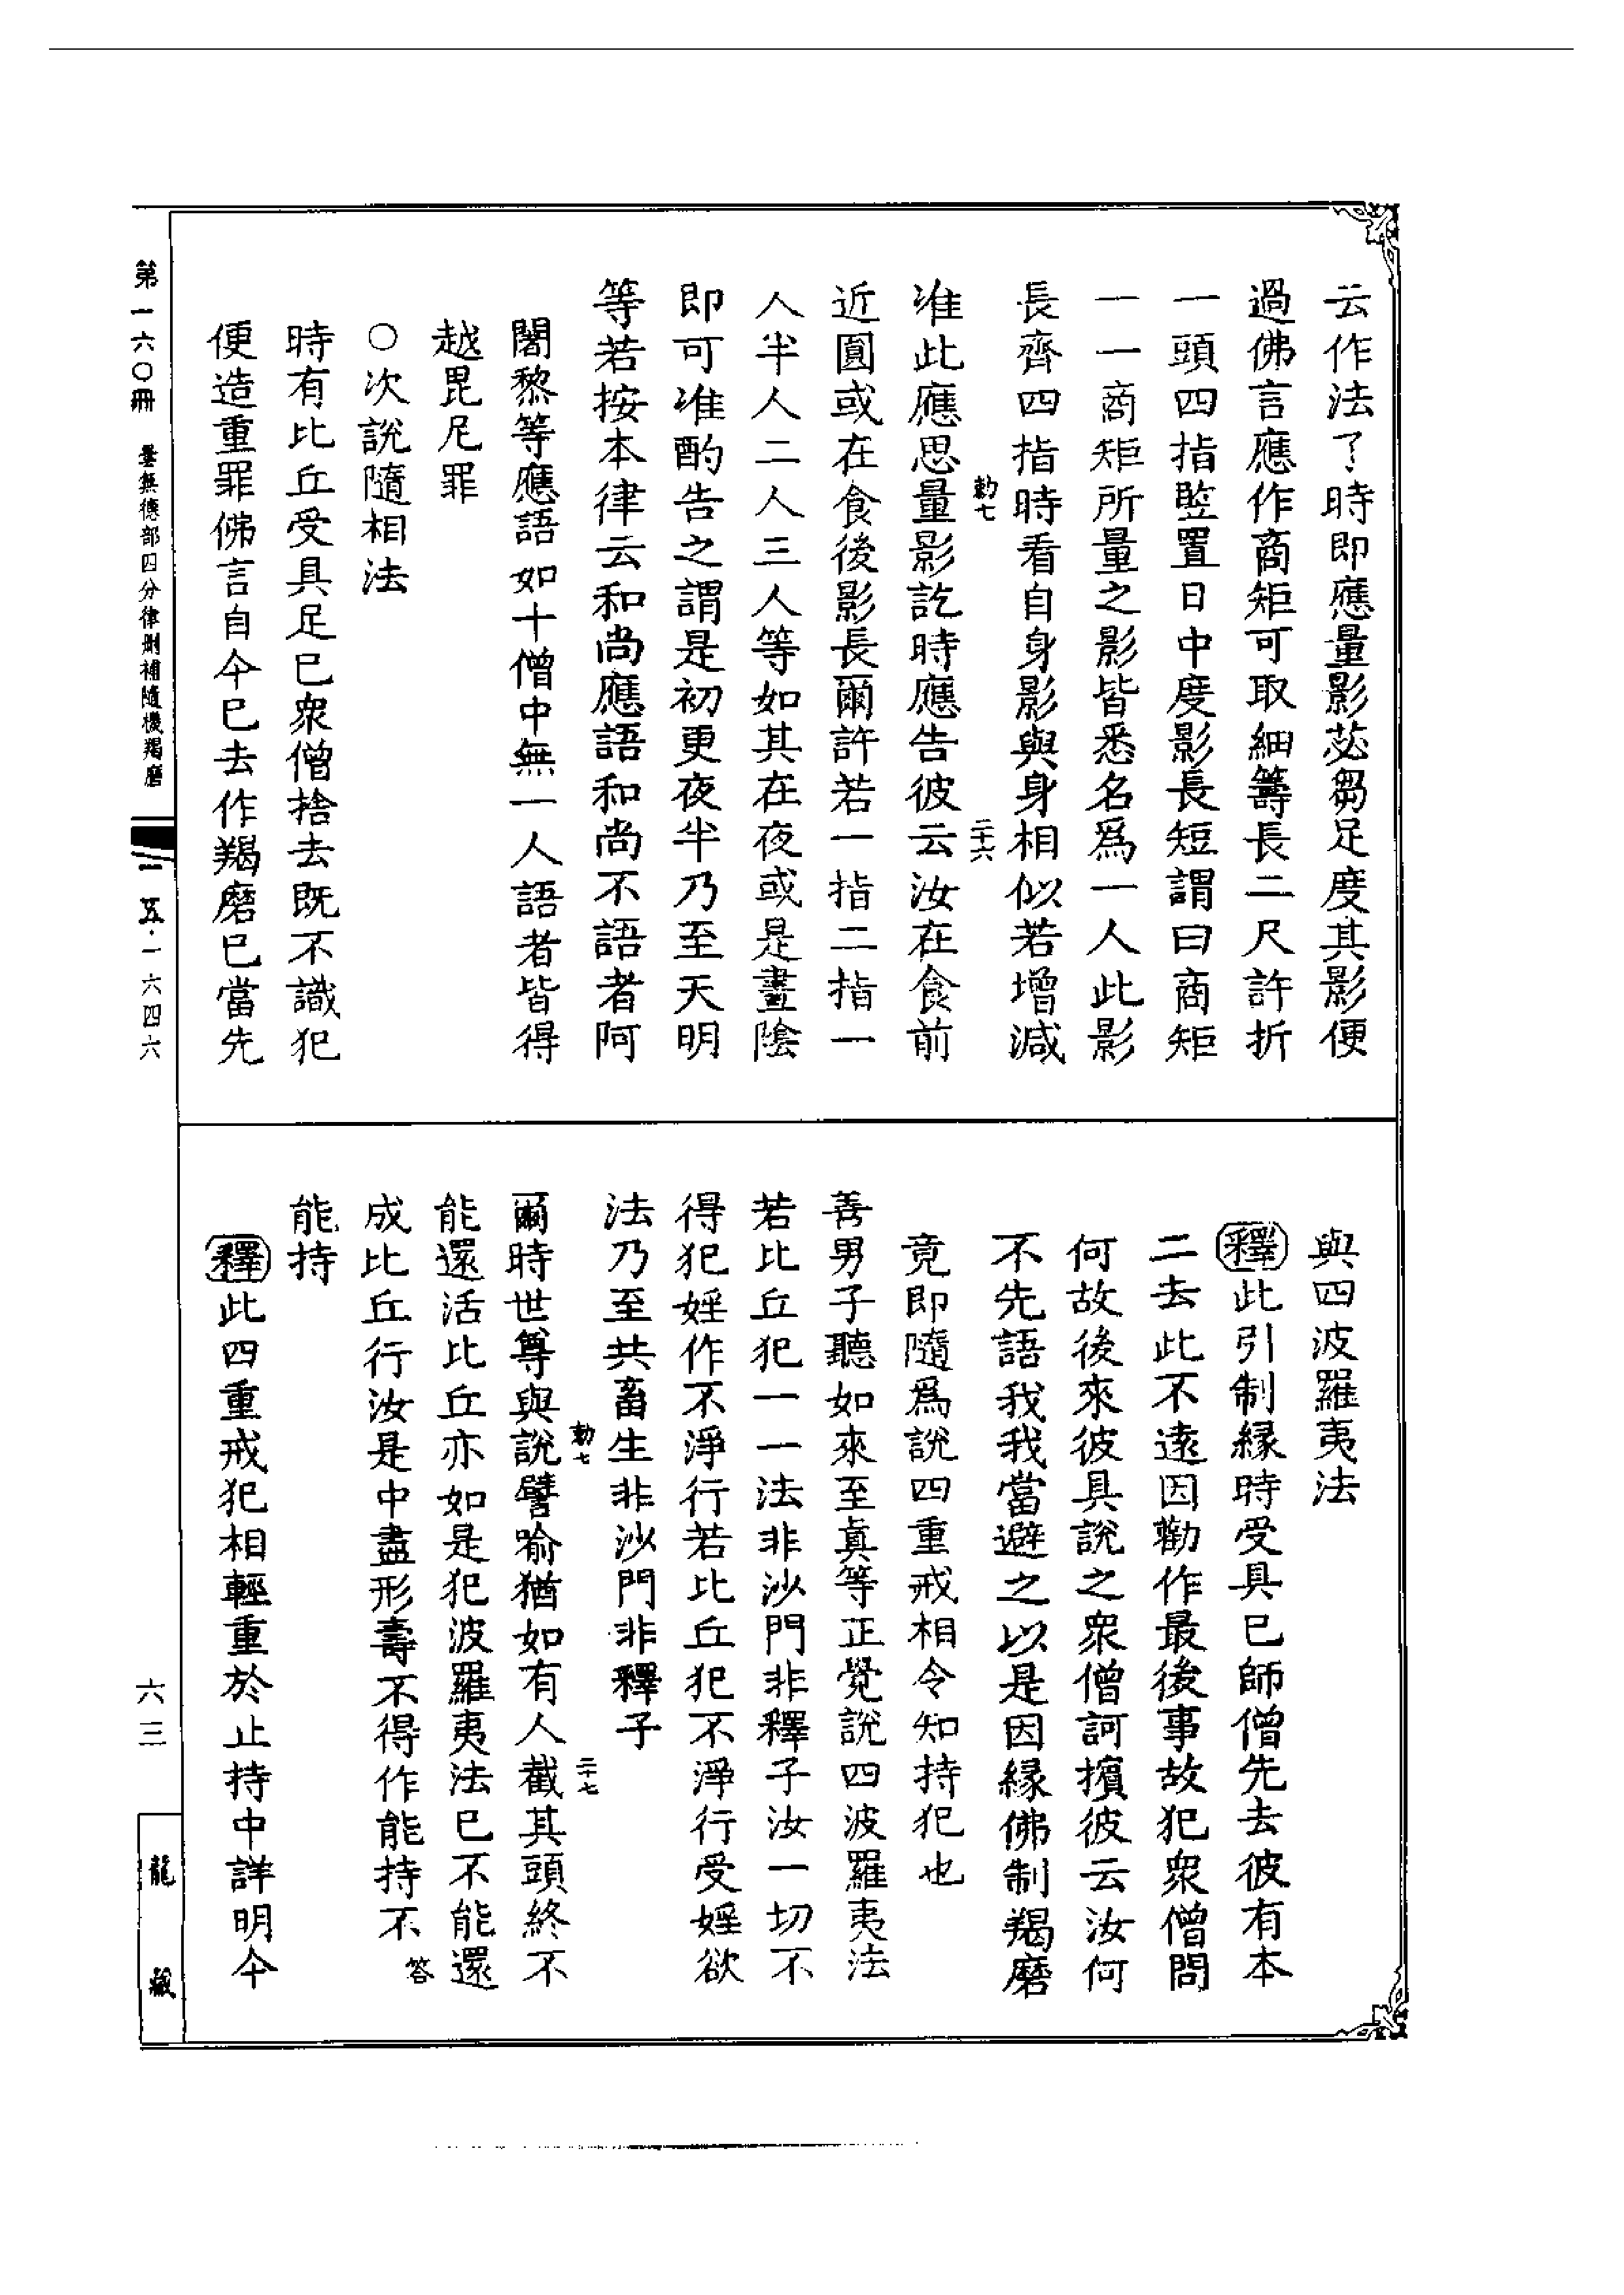 云作法了時即應量影苾芻足度其影便
過佛言應作商矩可取細籌長二尺許折
一頭四指竪置日中度影長短謂曰商矩
一一商矩所量之影皆悉名爲一人此影
長齊四指時看自身影與身相似若增減
勅七
二十六
准此應思量影訖時應告彼云汝在食前
近圓或在食後影長爾許若一指二指一
人半人二人三人等如其在夜或是晝陰
即可准酌告之謂是初更夜半乃至天明
等若按本律云和尚應語和尚不語者阿
闍黎等應語如十僧中無一人語者皆得
越毘尼罪
○次說隨相法
時有比丘受具足已衆僧捨去既不識犯
便造重罪佛言自今已去作羯磨已當先
與四波羅夷法
釋此引制緣時受具已師僧先去彼有本
二去此不遠因勸作最後事故犯衆僧問
何故後來彼具說之衆僧訶擯彼云汝何
不先語我我當避之以是因緣佛制羯磨
竟即隨爲說四重戒相令知持犯也
善男子聽如來至真等正覺說四波羅夷法
若比丘犯一一法非沙門非釋子汝一切不
得犯婬作不淨行若比丘犯不淨行受婬欲
法乃至共畜生非沙門非釋子
勅七
二十七
爾時世尊與說譬喻猶如有人截其頭終不
能還活比丘亦如是犯波羅夷法已不能還
成比丘行汝是中盡形壽不得作能持不
答
能持
釋此四重戒犯相輕重於止持中詳明今
第一六〇冊 曇無德部四分律刪補隨機羯磨
一五·一六四六
六三
龍藏